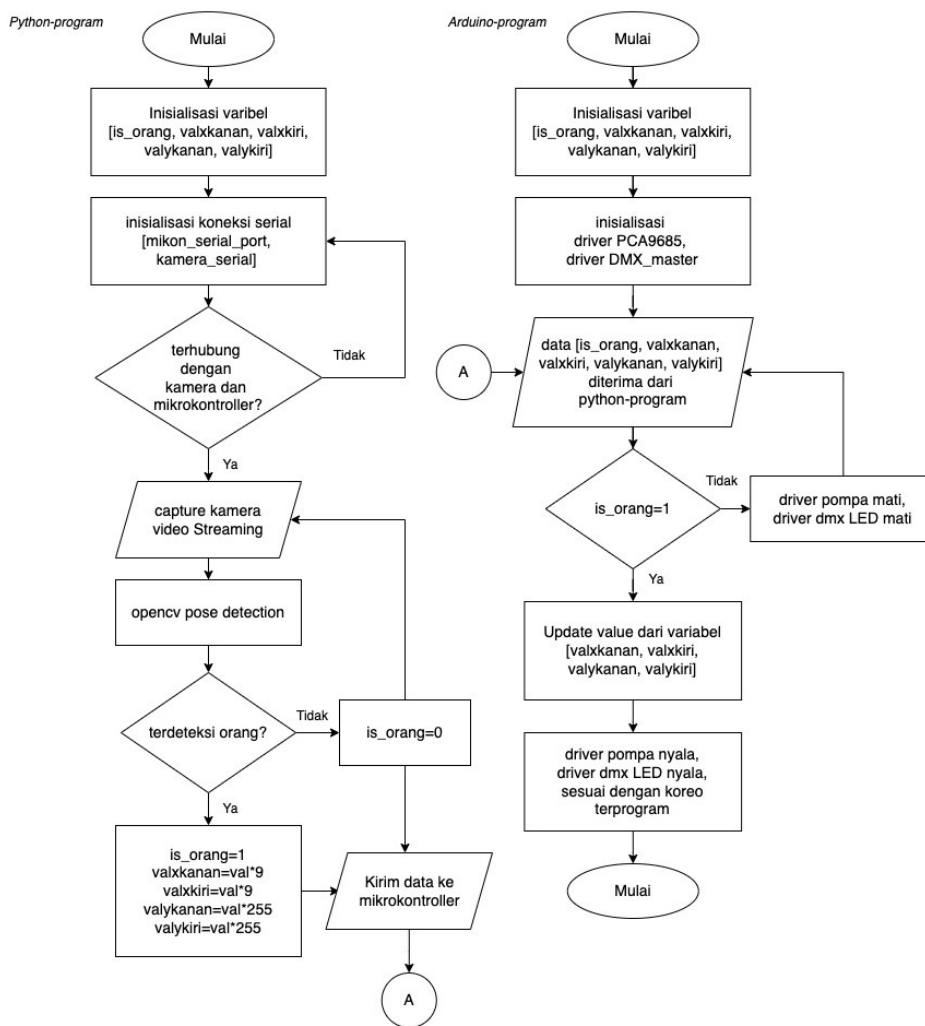 Python-program
Mulai
Inisialisasi varibel
[is_orang, valxkanan, valxkiri,
valykanan, valykiri]
inisialisasi koneksi serial
[mikon_serial_port,
kamera_serial]
terhubung
dengan
kamera dan
mikrokontroller?
Tidak
Ya
capture kamera
video Streaming
opencv pose detection
terdeteksi orang?
Tidak
is_orang=0
Ya
is_orang=1
valxkanan=val*9
valxkiri=val*9
valykanan=val*255
valykiri=val*255
Kirim data ke
mikrokontroller
A
Arduino-program
Mulai
Inisialisasi varibel
[is_orang, valxkanan, valxkiri,
valykanan, valykiri]
inisialisasi
driver PCA9685,
driver DMX_master
A
data [is_orang, valxkanan,
valxkiri, valykanan, valykiri]
diterima dari
python-program
is_orang=1
Tidak
driver pompa mati,
driver dmx LED mati
Ya
Update value dari variabel
[valxkanan, valxkiri,
valykanan, valykiri]
driver pompa nyala,
driver dmx LED nyala,
sesuai dengan koreo
terprogram
Mulai